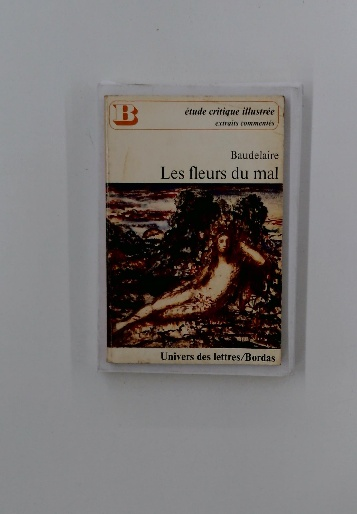 B
étude critique illustrée
extraits commentés
Baudelaire
Les fleurs du mal
Univers des lettres/Bordas